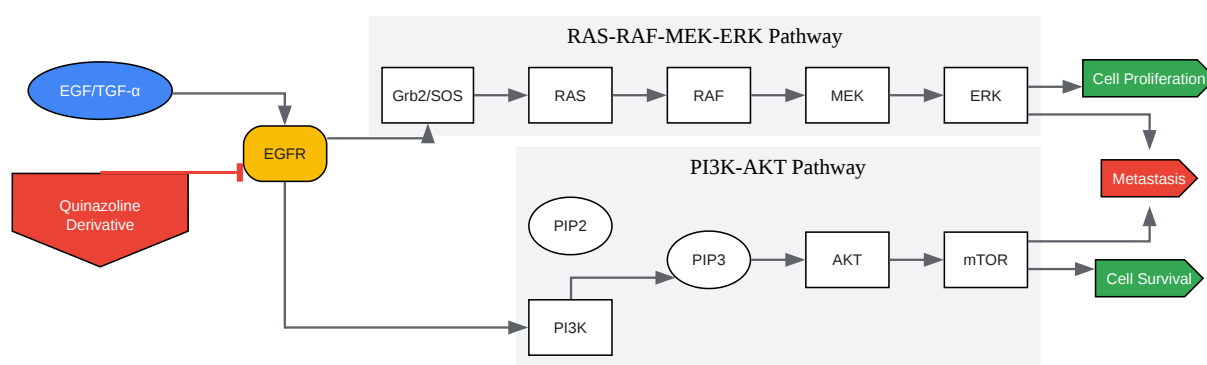 RAS-RAF-MEK-ERK Pathway
EGF/TGF-α
Grb2/SOS
RAS
RAF
MEK
ERK
Cell Proliferation
EGFR
PI3K-AKT Pathway
Metastasis
Quinazoline
Derivative
PIP2
PIP3
AKT
mTOR
Cell Survival
PI3K